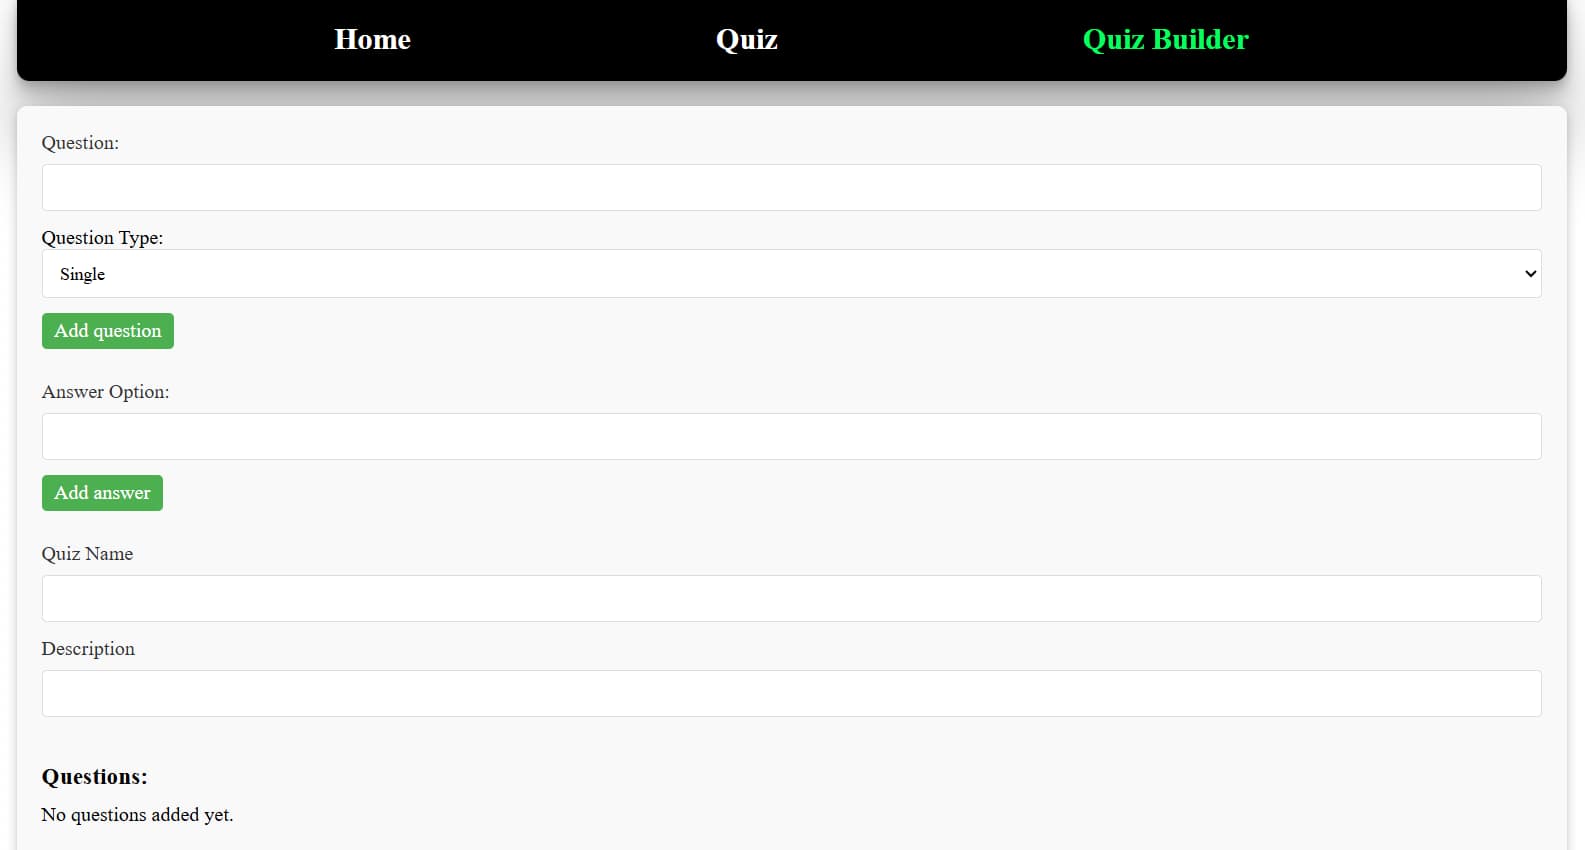 Home Quiz Quiz Builder
Question:
Question Type:
Single
Add question
Answer Option:
Add answer
Quiz Name
Description
Questions:
No questions added yet.